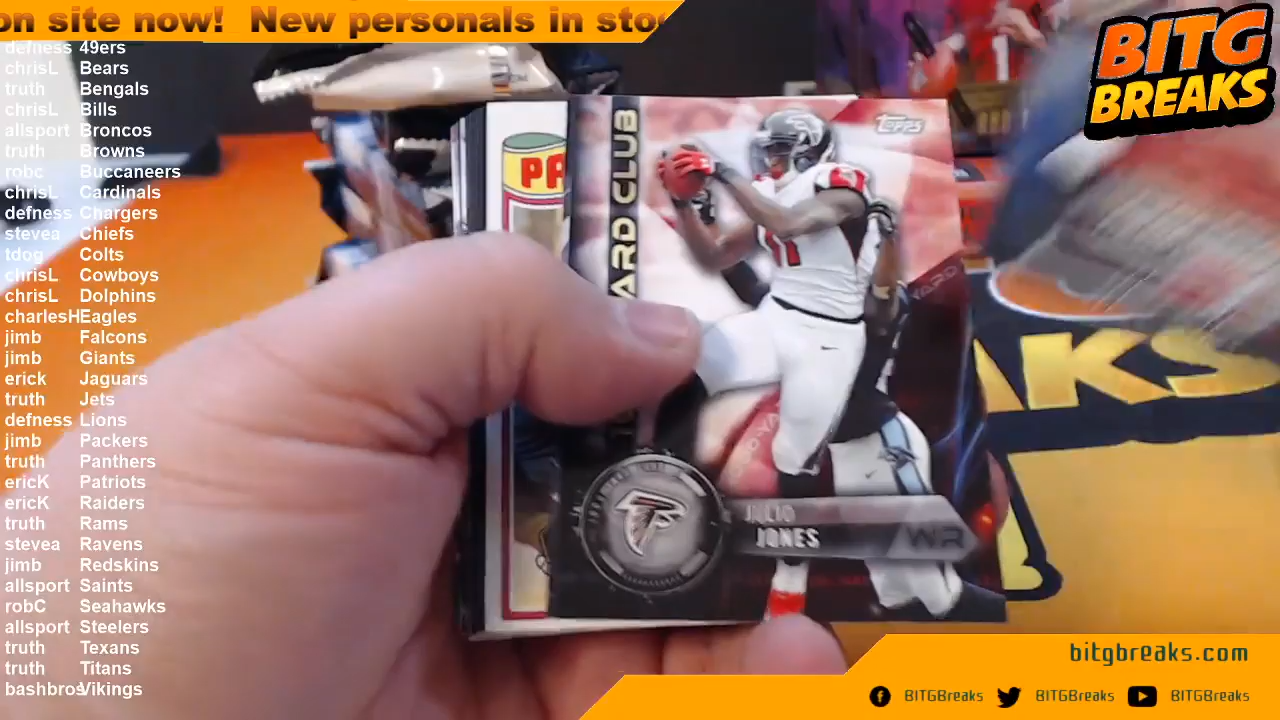 on site now!  New personals in sto
BITG
BREAKS
defness 49ers
chrisL Bears
truth Bengals
chrisL Bills
allsport Broncos
truth Browns
robc Buccaneers
chrisL Cardinals
defness Chargers
stevea Chiefs
tdog Colts
chrisL Cowboys
chrisL Dolphins
charlesH Eagles
jimb Falcons
jimb Giants
erick Jaguars
truth Jets
defness Lions
jimb Packers
truth Panthers
ericK Patriots
ericK Raiders
truth Rams
stevea Ravens
jimb Redskins
allsport Saints
robC Seahawks
allsport Steelers
truth Texans
truth Titans
bashbros Vikings
PA
ARD CLUB
TOPPS
11
JULIO
JONES
WR
AKS
bitgbreaks.com
BITGBreaks
BITGBreaks
BITGBreaks